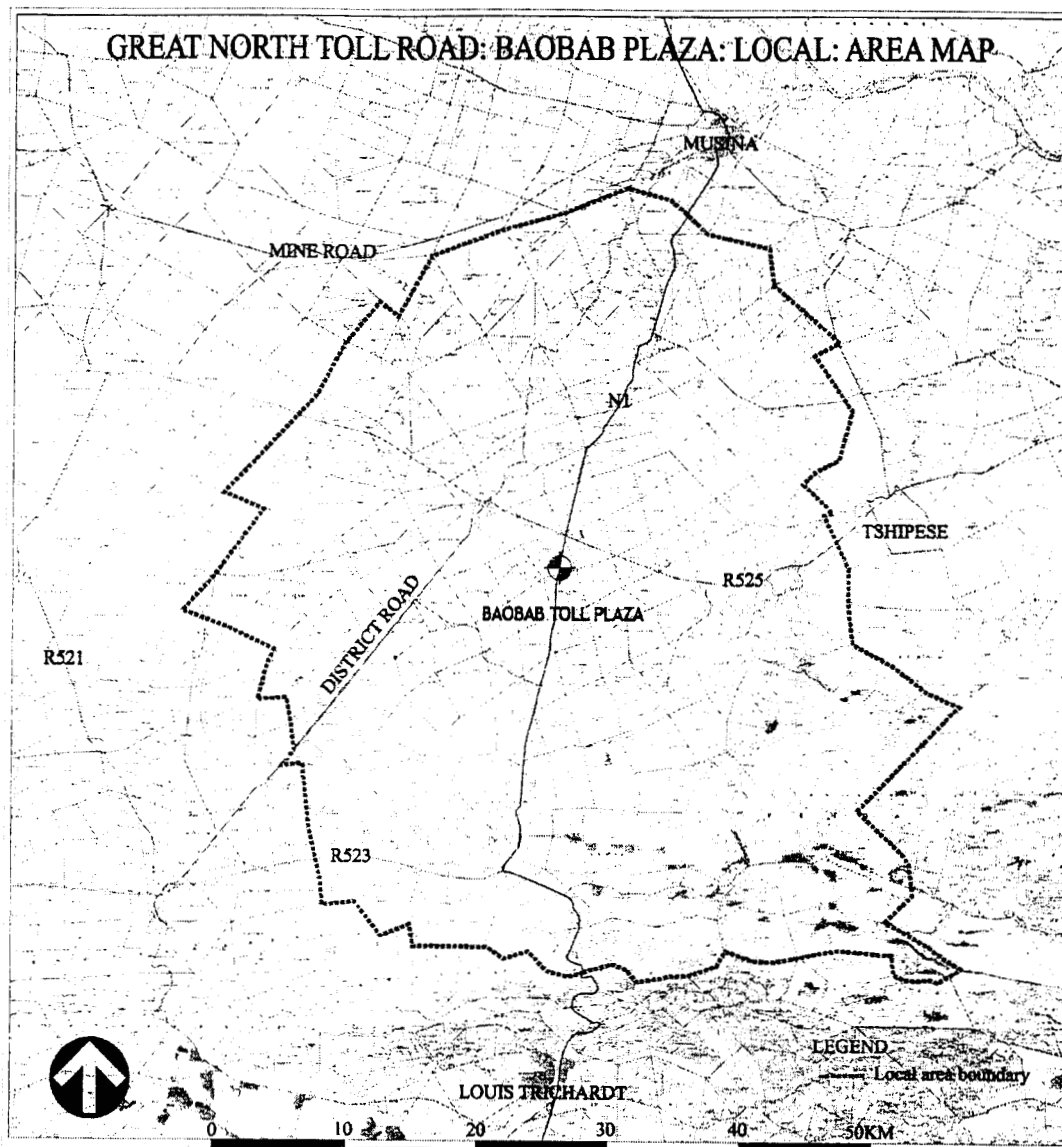 GREAT NORTH TOLL ROAD: BAOBAB PLAZA: LOCAL: AREA MAP
MUSINA
MINE ROAD
N1
TSHIPESE
R525
BAOBAB TOLL PLAZA
DISTRICT ROAD
R521
R523
LEGEND
Local area boundary
LOUIS TRICHARDT
0 10 20 30 40 50KM